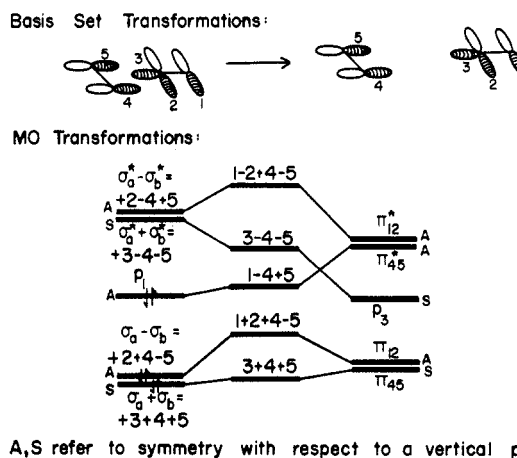 Basis Set Transformations:
5
3
4
2
1
5
4
3
2
MO Transformations:
σa* - σb* =
+2-4+5
A
S
σa* + σb* =
+3-4-5
p1
A
σa - σb =
+2+4-5
A
S
σa + σb =
+3+4+5
1-2+4-5
3-4-5
1-4+5
1+2+4-5
3+4+5
π12*
A
A
π45*
S
p3
π12
A
S
π45
A,S refer to symmetry with respect to a vertical